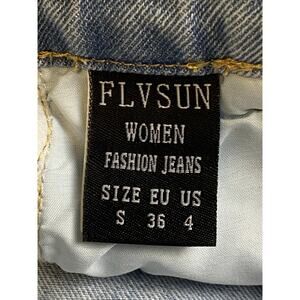 FLVSUN
WOMEN
FASHION JEANS
SIZE EU US
S 36 4